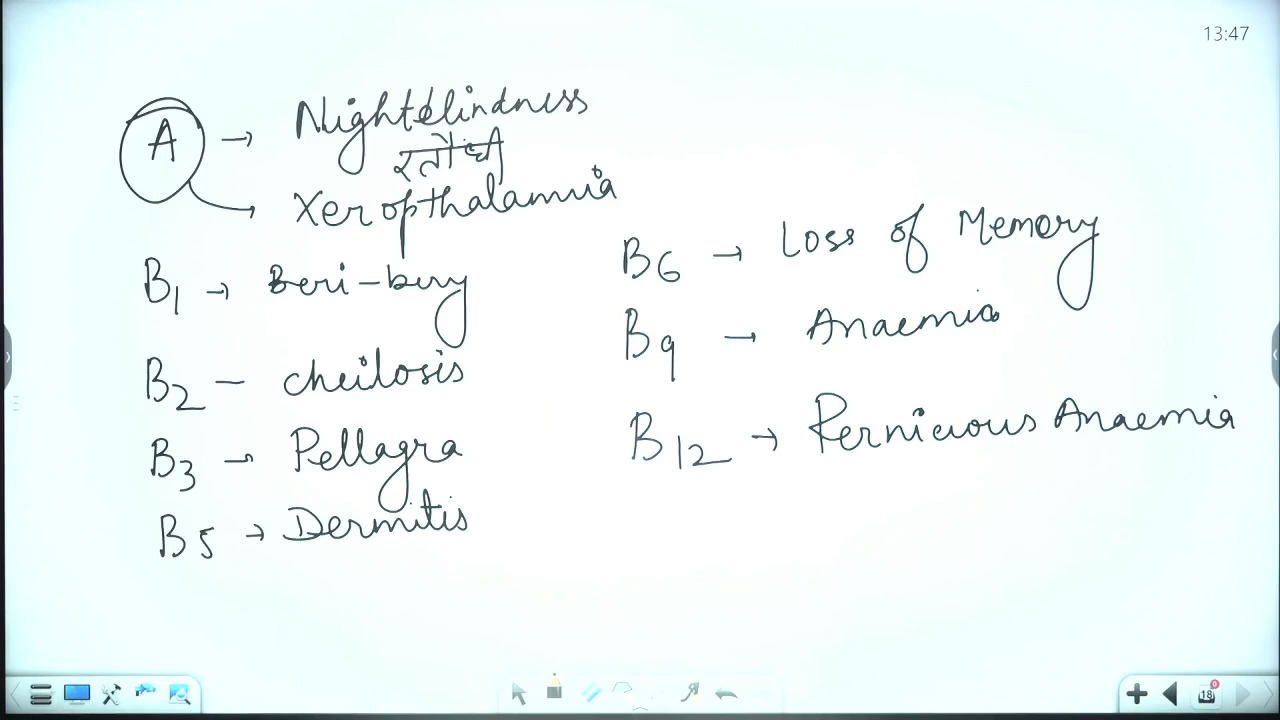 13:47
A → Nightblindness
रतौंधी
Xeropthalamia
B1 → Beri-bery
B2 – cheilosis
B3 → Pellagra
B5 → Dermitis
B6 → Loss of Memory
B9 → Anaemia
B12 → Pernicious Anaemia
18